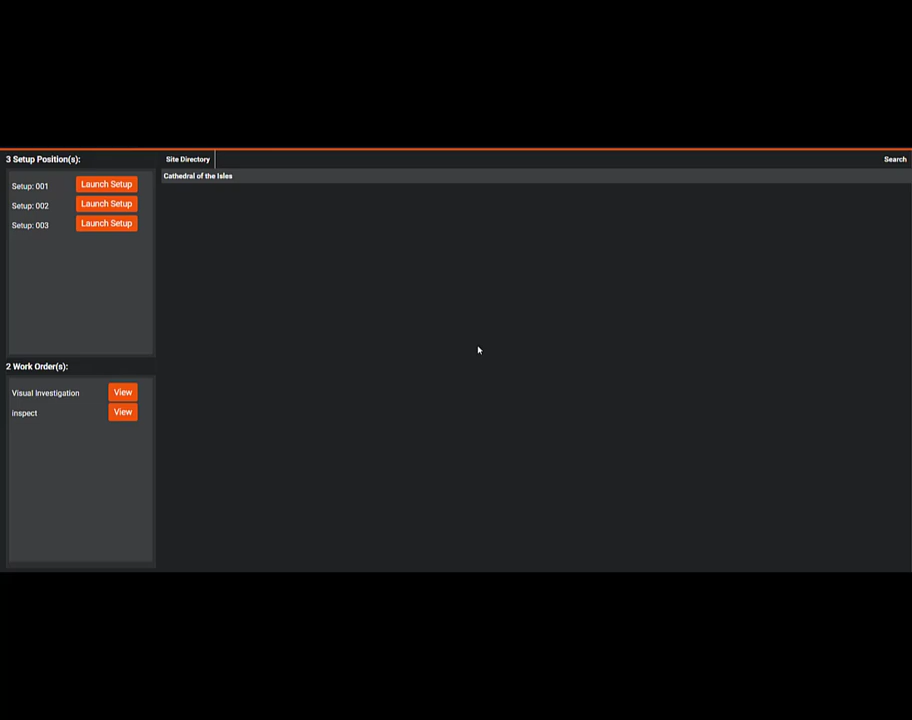 3 Setup Position(s):
Setup: 001 Launch Setup
Setup: 002 Launch Setup
Setup: 003 Launch Setup
2 Work Order(s):
Visual Investigation View
inspect View
Site Directory Search
Cathedral of the Isles